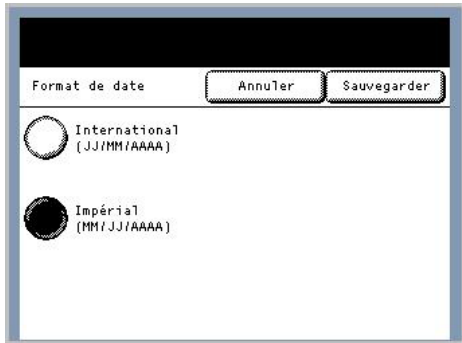 Format de date Annuler Sauvegarder
International
(JJ/MM/AAAA)
Impérial
(MM/JJ/AAAA)